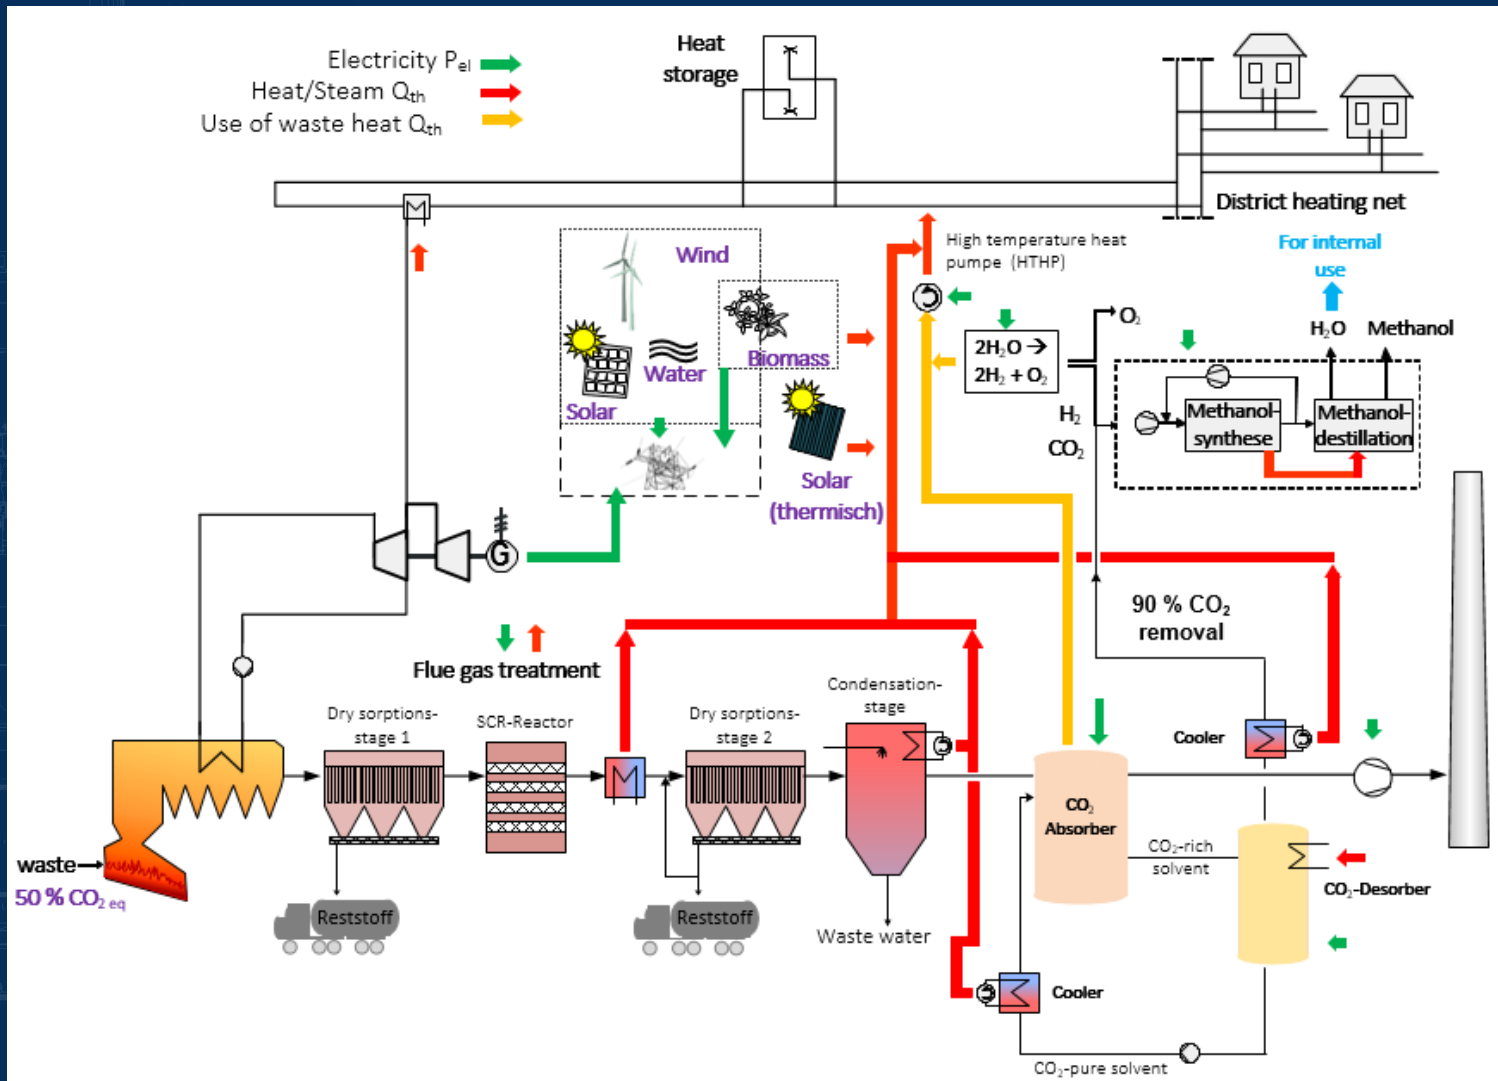 Electricity Pel
Heat/Steam Qth
Use of waste heat Qth
Heat
storage
District heating net
High temperature heat
pumpe (HTHP)
For internal
use
Wind
Biomass
Water
Solar
Solar
(thermisch)
2H₂O →
2H₂ + O₂
O₂
H₂
CO₂
H₂O
Methanol
Methanol-
synthese
Methanol-
destillation
G
90 % CO₂
removal
Flue gas treatment
Dry sorptions-
stage 1
SCR-Reactor
Dry sorptions-
stage 2
Condensation-
stage
Cooler
CO₂
Absorber
CO₂-rich
solvent
CO₂-Desorber
waste
50 % CO₂ eq
Reststoff
Reststoff
Waste water
Cooler
CO₂-pure solvent